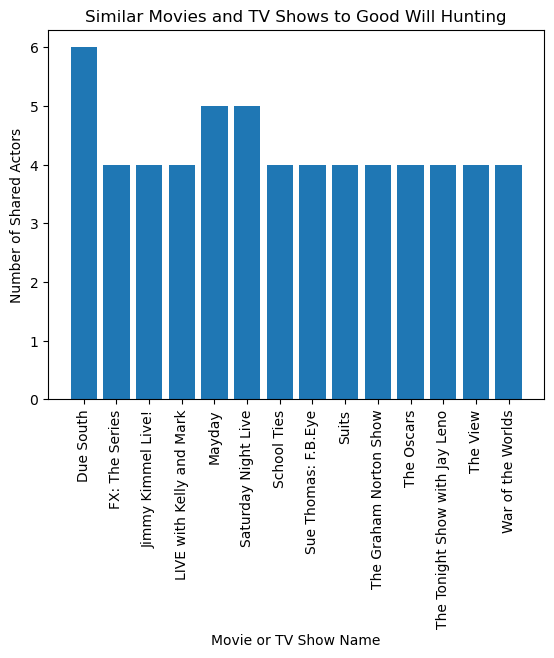 Similar Movies and TV Shows to Good Will Hunting
Number of Shared Actors
6
5
4
3
2
1
0
Due South
FX: The Series
Jimmy Kimmel Live!
LIVE with Kelly and Mark
Mayday
Saturday Night Live
School Ties
Sue Thomas: F.B.Eye
Suits
The Graham Norton Show
The Oscars
The Tonight Show with Jay Leno
The View
War of the Worlds
Movie or TV Show Name